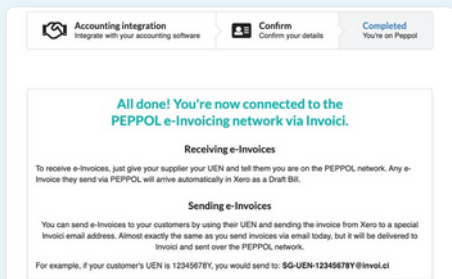 Accounting integration
Integrate with your accounting software
Confirm
Confirm your details
Completed
You're on Peppol
All done! You're now connected to the
PEPPOL e-Invoicing network via Invoici.
Receiving e-Invoices
To receive e-Invoices, just give your supplier your UEN and tell them you are on the PEPPOL network. Any e-
Invoice they send via PEPPOL will arrive automatically in Xero as a Draft Bill.
Sending e-Invoices
You can send e-Invoices to your customers by using their UEN and sending the invoice from Xero to a special
Invoici email address. Almost exactly the same as you send invoices via email today, but it will be delivered to
Invoici and sent over the PEPPOL network.
For example, if your customer's UEN is 12345678Y, you would send to: SG-UEN-12345678Y@invoi.ci